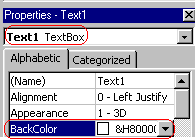 Properties - Text1
Text1 TextBox
Alphabetic Categorized
(Name) Text1
Alignment 0 - Left Justify
Appearance 1 - 3D
BackColor &H8000